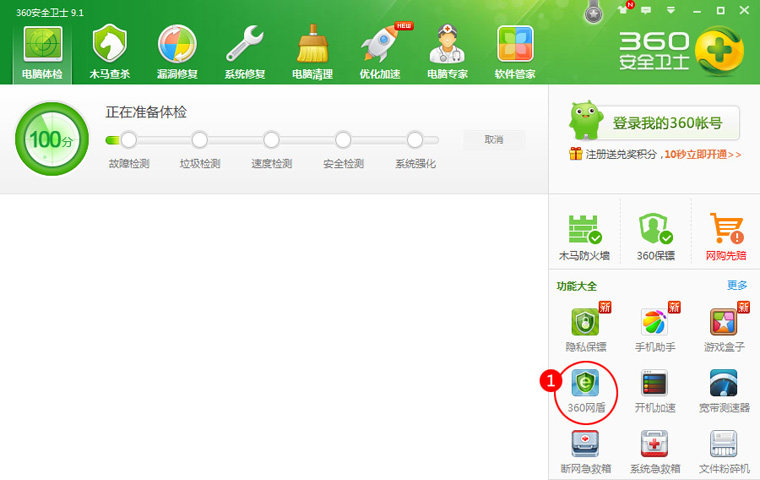 360安全卫士 9.1
N
电脑体检
木马查杀
漏洞修复
系统修复
电脑清理
NEW
优化加速
电脑专家
软件管家
360
安全卫士
100分
正在准备体检
故障检测
垃圾检测
速度检测
安全检测
系统强化
取消
登录我的360帐号
注册送兑奖积分，10秒立即开通>>
木马防火墙
360保镖
网购先赔
功能大全
更多
新
新
新
隐私保镖
手机助手
游戏盒子
1
e
360网盾
开机加速
宽带测速器
断网急救箱
系统急救箱
文件粉碎机